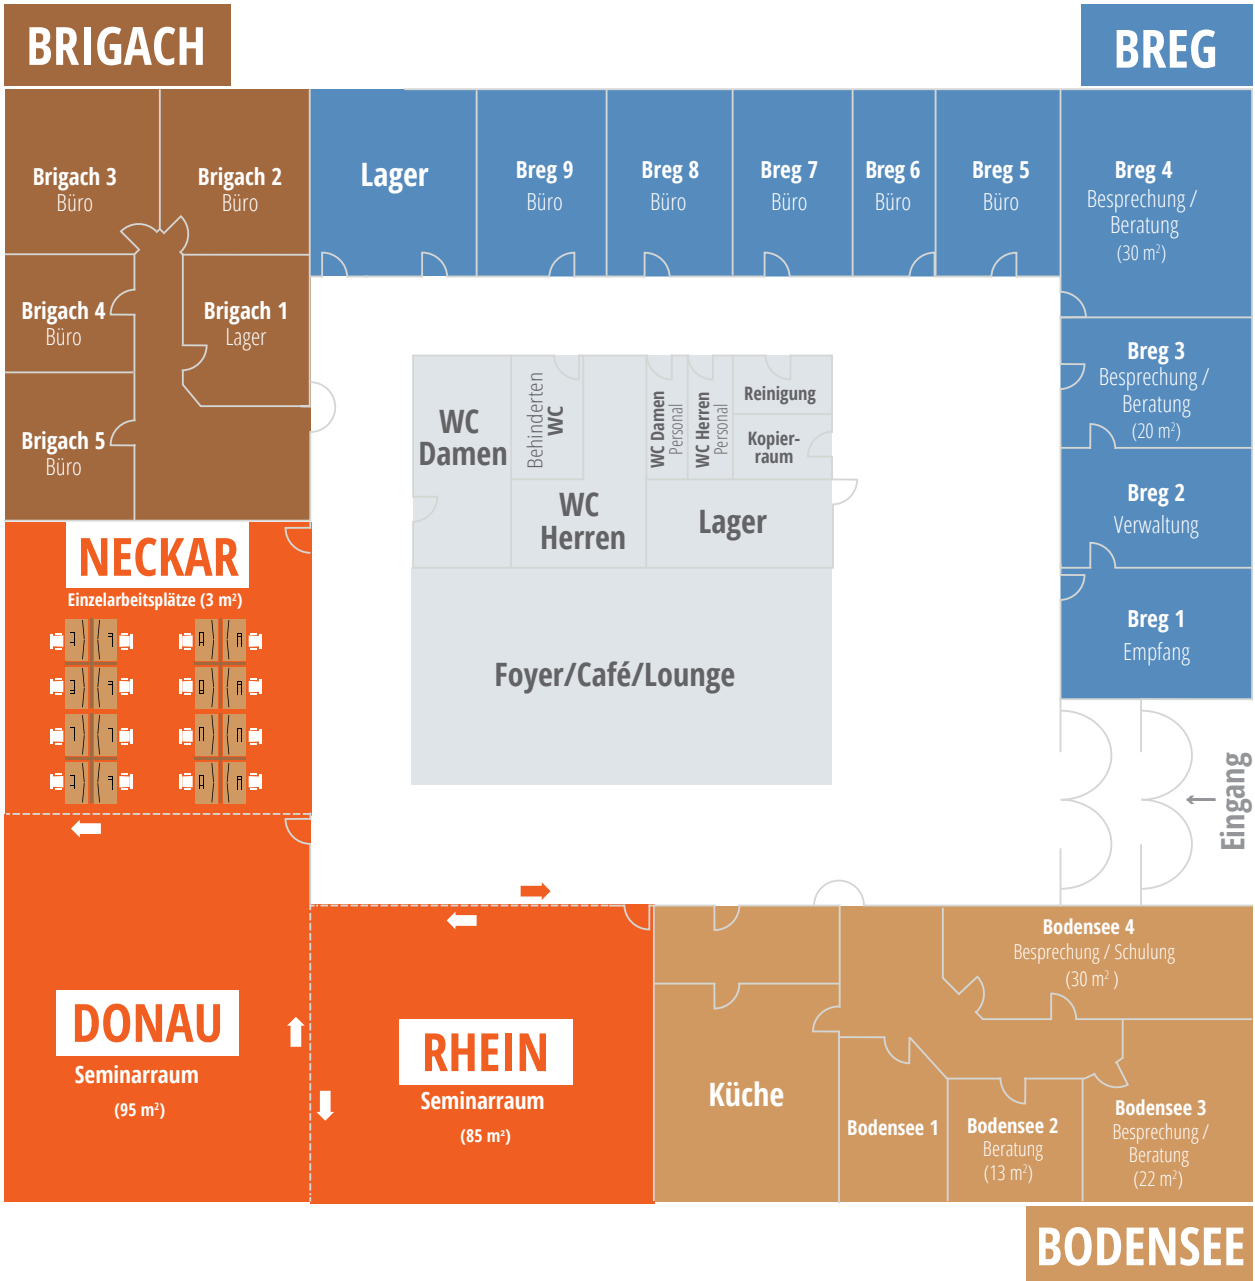 BRIGACH
BREG
Brigach 3
Büro
Brigach 2
Büro
Lager
Breg 9
Büro
Breg 8
Büro
Breg 7
Büro
Breg 6
Büro
Breg 5
Büro
Breg 4
Besprechung /
Beratung
(30 m²)
Brigach 4
Büro
Brigach 1
Lager
Breg 3
Besprechung /
Beratung
(20 m²)
Brigach 5
Büro
WC
Damen
Behinderten
WC
WC Damen
Personal
WC Herren
Personal
Reinigung
Kopier-
raum
WC
Herren
Lager
Breg 2
Verwaltung
NECKAR
Einzelarbeitsplätze (3 m²)
Breg 1
Empfang
Foyer/Café/Lounge
Eingang
DONAU
Seminarraum
(95 m²)
RHEIN
Seminarraum
(85 m²)
Küche
Bodensee 4
Besprechung / Schulung
(30 m² )
Bodensee 1
Bodensee 2
Beratung
(13 m²)
Bodensee 3
Besprechung /
Beratung
(22 m²)
BODENSEE